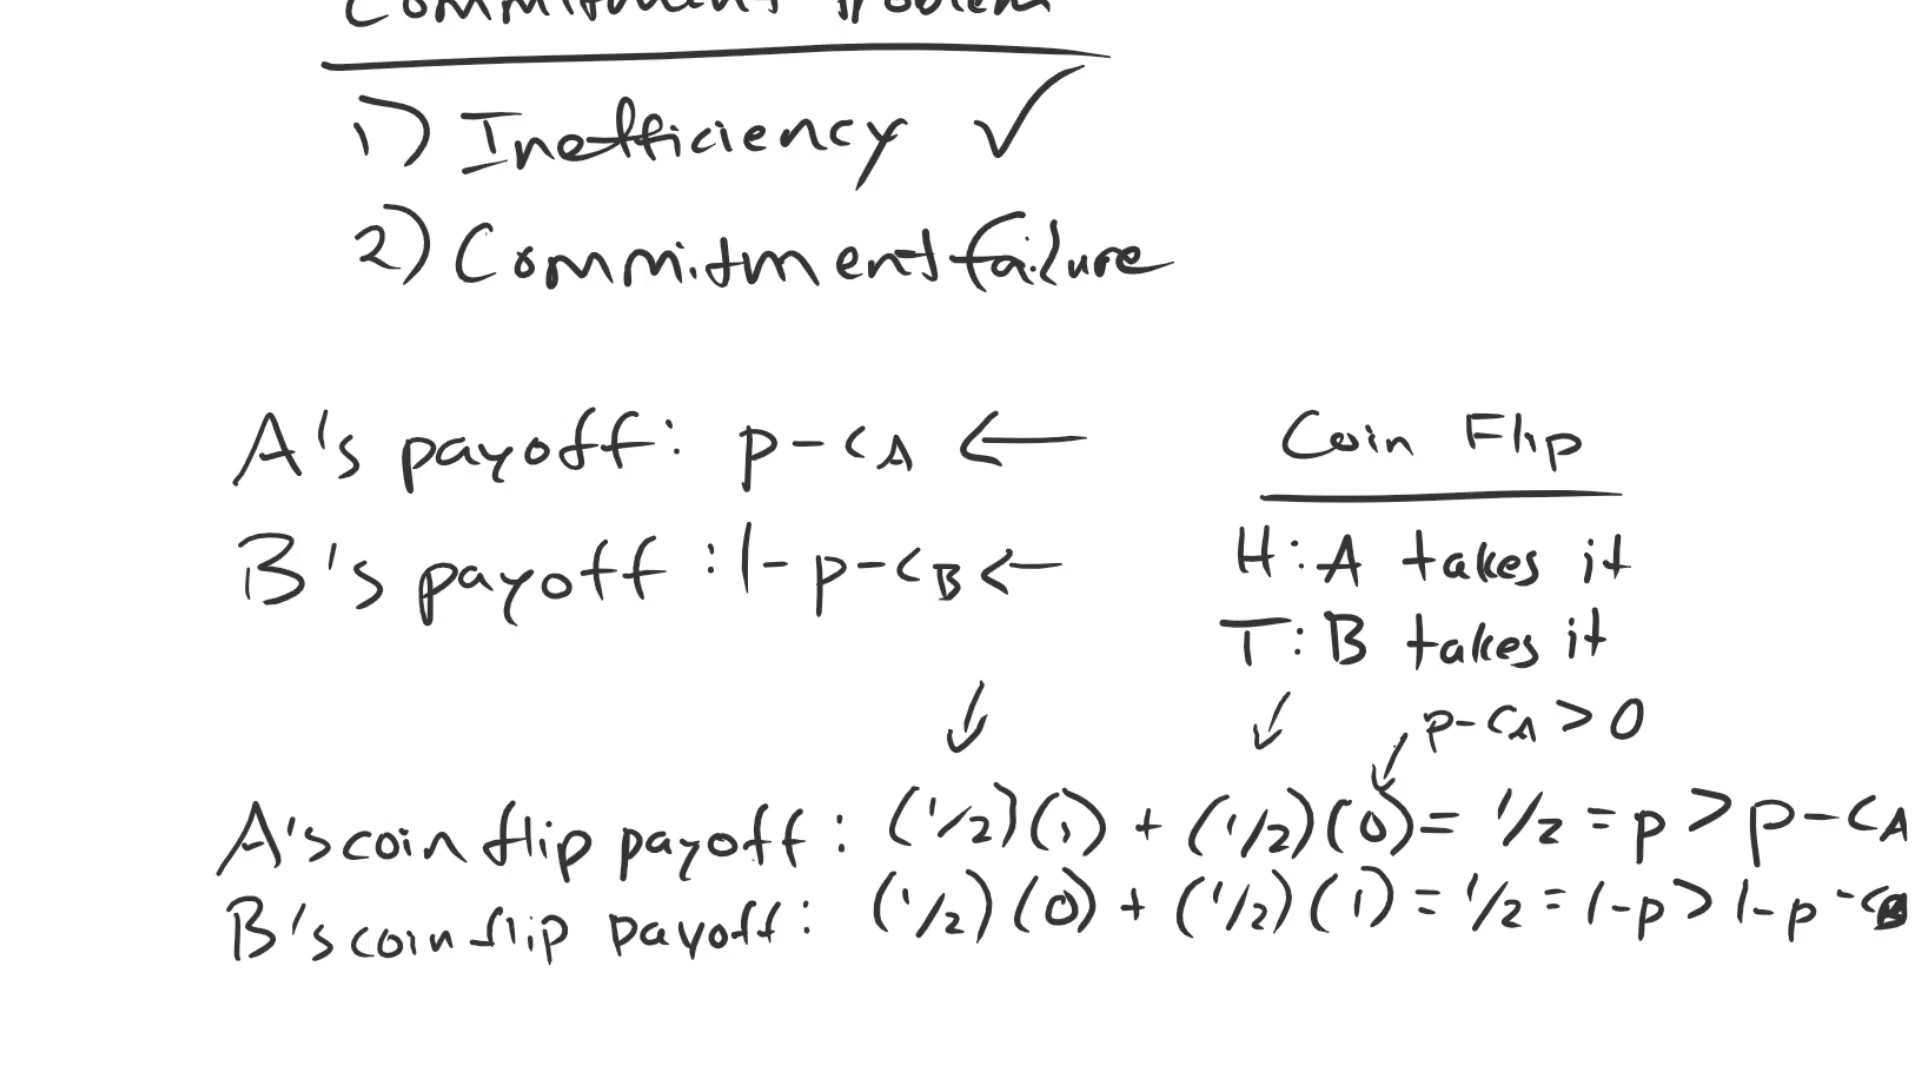 Commitment Problem
1) Inefficiency ✓
2) Commitment failure
A's payoff: p - cA ←
B's payoff: 1 - p - cB ←
Coin Flip
H: A takes it
T: B takes it
p - cA > 0
A's coin flip payoff: (1/2)(1) + (1/2)(0) = 1/2 = p > p - cA
B's coin flip payoff: (1/2)(0) + (1/2)(1) = 1/2 = 1 - p > 1 - p - cB